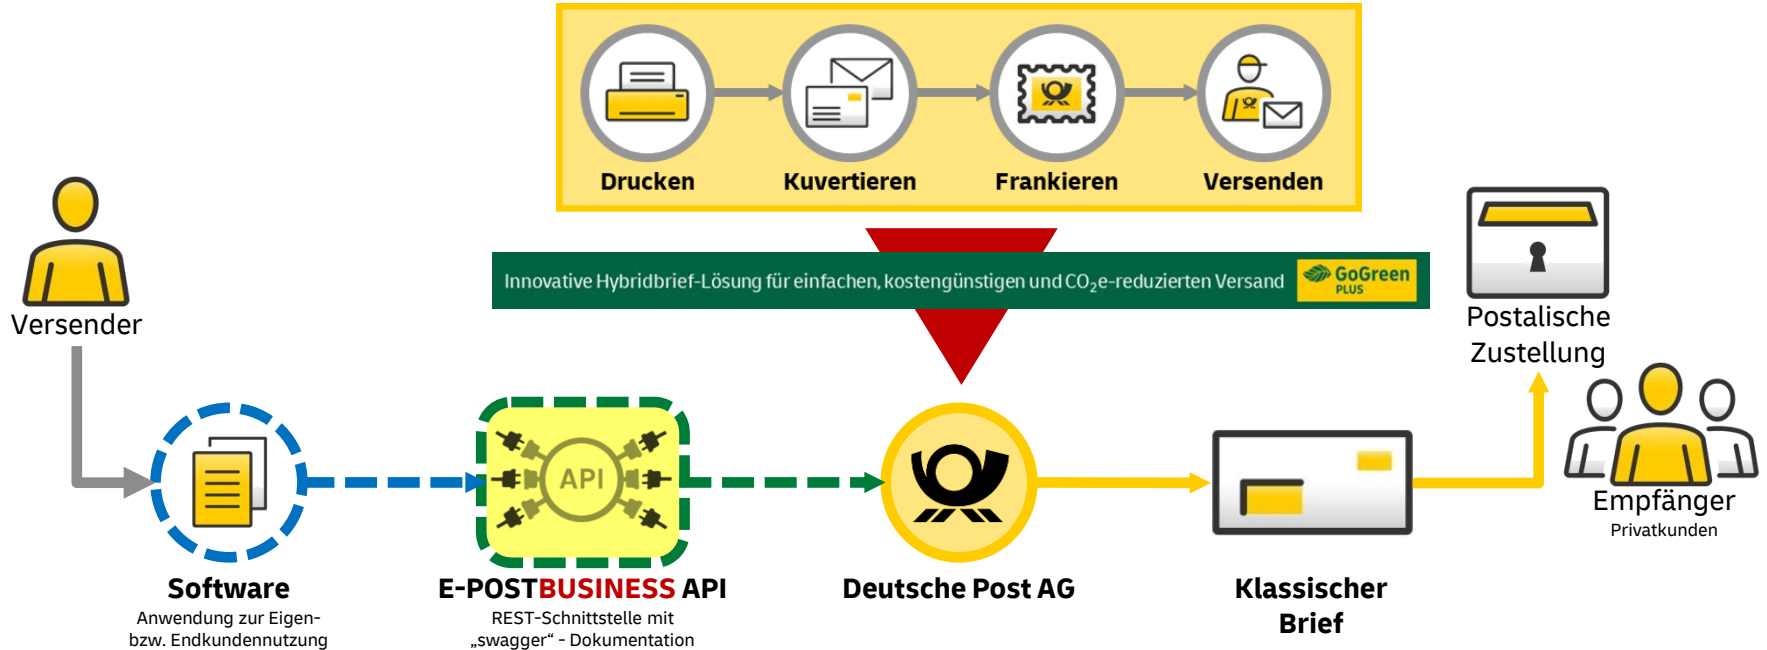 Drucken
Kuvertieren
Frankieren
Versenden
Innovative Hybridbrief-Lösung für einfachen, kostengünstigen und CO₂e-reduzierten Versand
GoGreen
PLUS
Versender
Postalische
Zustellung
API
Empfänger
Privatkunden
Software
Anwendung zur Eigen-
bzw. Endkundennutzung
E-POSTBUSINESS API
REST-Schnittstelle mit
„swagger“ - Dokumentation
Deutsche Post AG
Klassischer
Brief